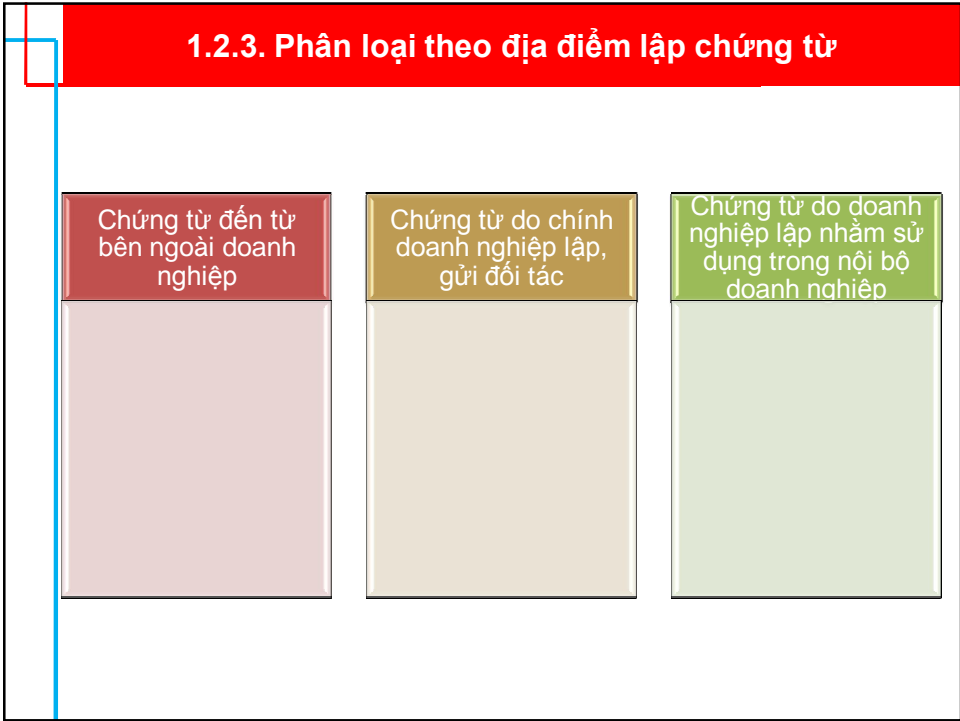 1.2.3. Phân loại theo địa điểm lập chứng từ
Chứng từ đến từ
bên ngoài doanh
nghiệp
Chứng từ do chính
doanh nghiệp lập,
gửi đối tác
Chứng từ do doanh
nghiệp lập nhằm sử
dụng trong nội bộ
doanh nghiệp